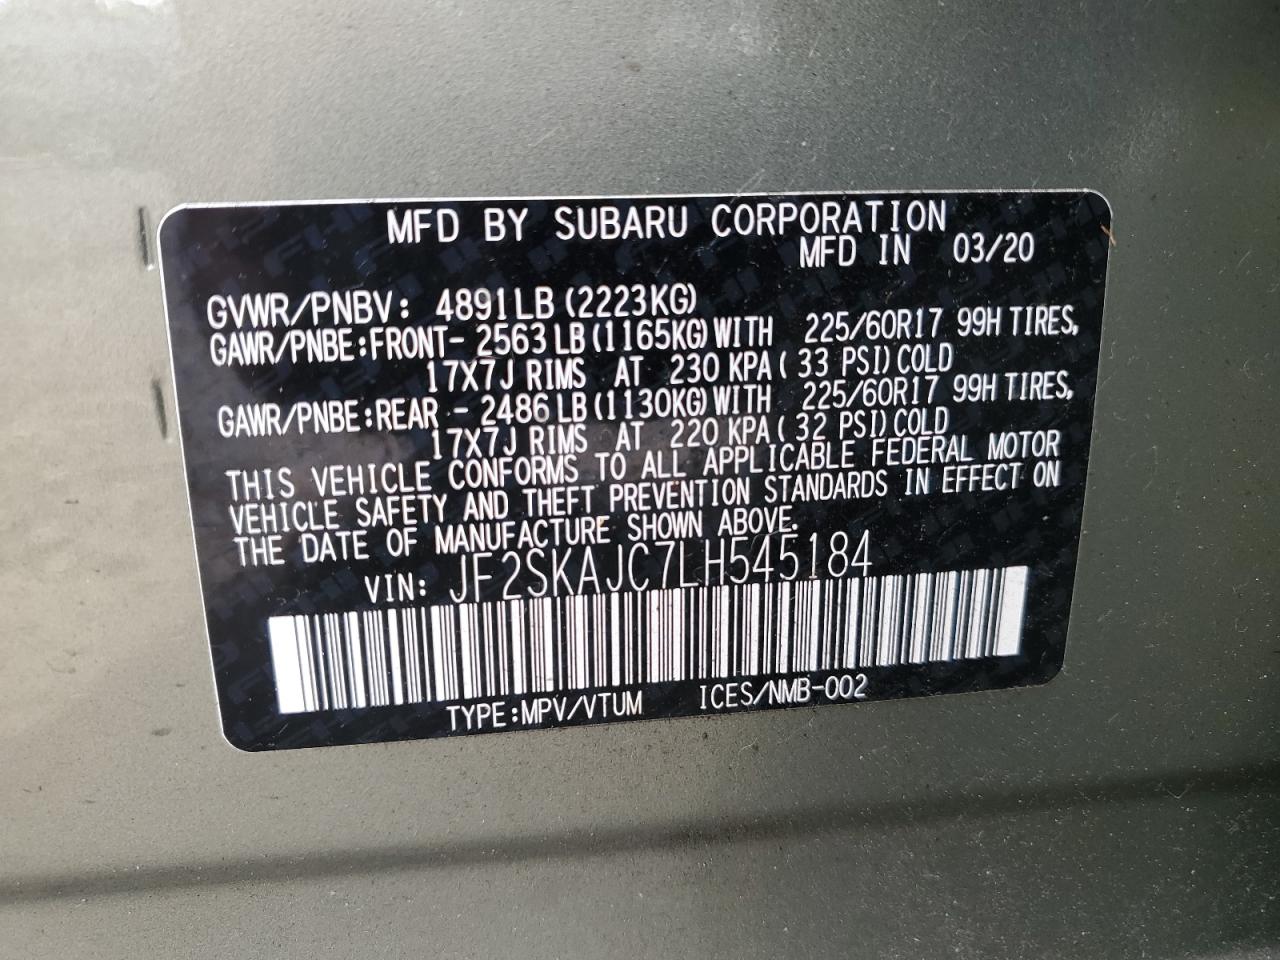 MFD BY SUBARU CORPORATION
MFD IN 03/20
GVWR/PNBV: 4891LB (2223KG)
GAWR/PNBE:FRONT- 2563 LB (1165KG) WITH 225/60R17 99H TIRES,
17X7J RIMS AT 230 KPA ( 33 PSI) COLD
GAWR/PNBE:REAR - 2486 LB (1130KG) WITH 225/60R17 99H TIRES,
17X7J RIMS AT 220 KPA ( 32 PSI) COLD
THIS VEHICLE CONFORMS TO ALL APPLICABLE FEDERAL MOTOR
VEHICLE SAFETY AND THEFT PREVENTION STANDARDS IN EFFECT ON
THE DATE OF MANUFACTURE SHOWN ABOVE.
VIN: JF2SKAJC7LH545184
TYPE:MPV/VTUM ICES/NMB-002